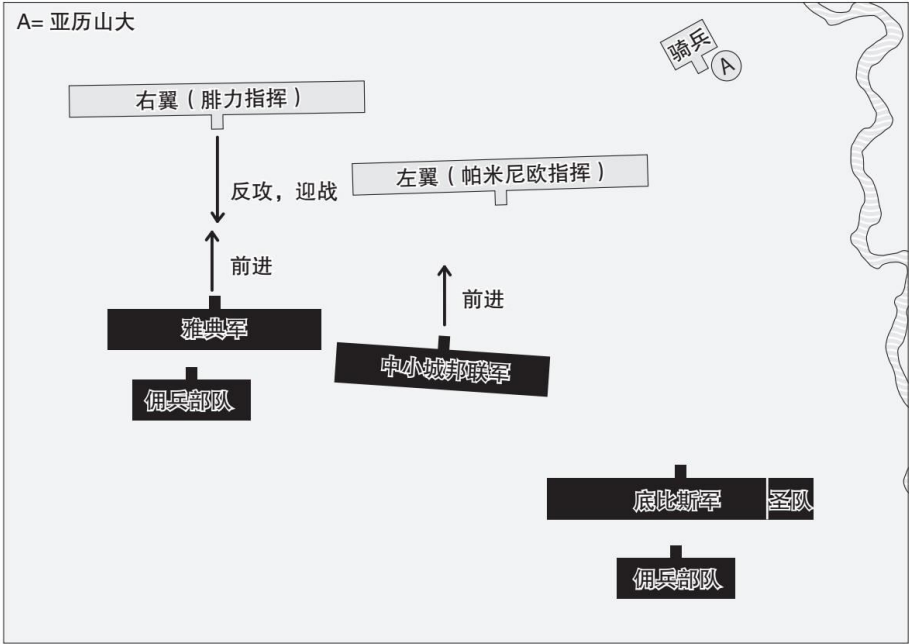 A= 亚历山大
骑兵
A
右翼（腓力指挥）
左翼（帕米尼欧指挥）
反攻，迎战
前进
前进
雅典军
中小城邦联军
佣兵部队
底比斯军
圣队
佣兵部队